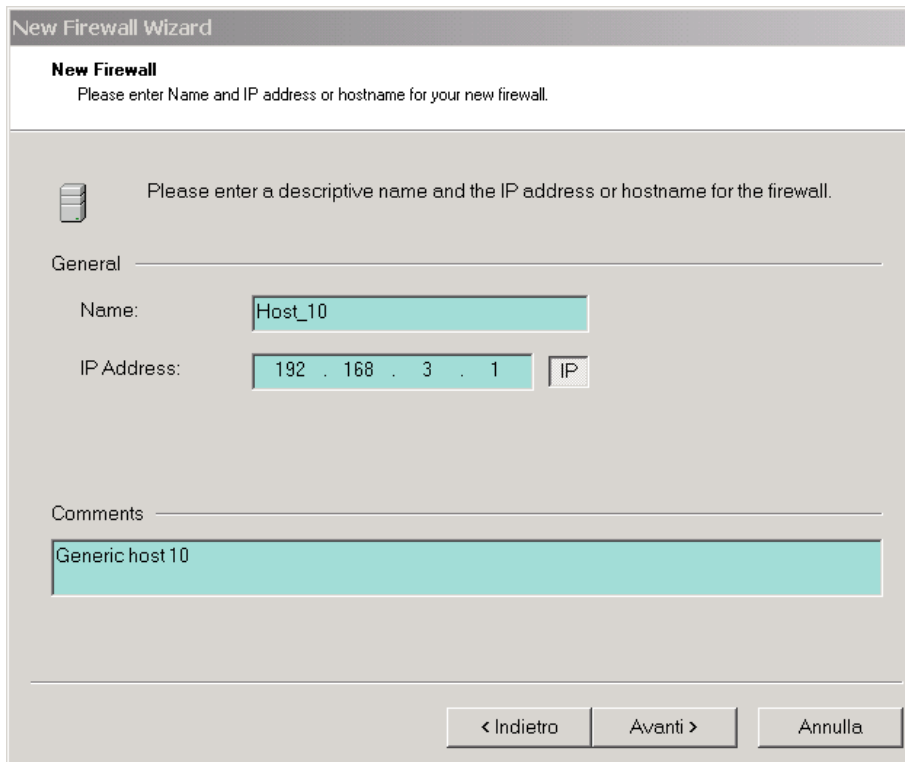 New Firewall Wizard
New Firewall
Please enter Name and IP address or hostname for your new firewall.
Please enter a descriptive name and the IP address or hostname for the firewall.
General
Name: Host_10
IP Address: 192 . 168 . 3 . 1 IP
Comments
Generic host 10
< Indietro Avanti > Annulla